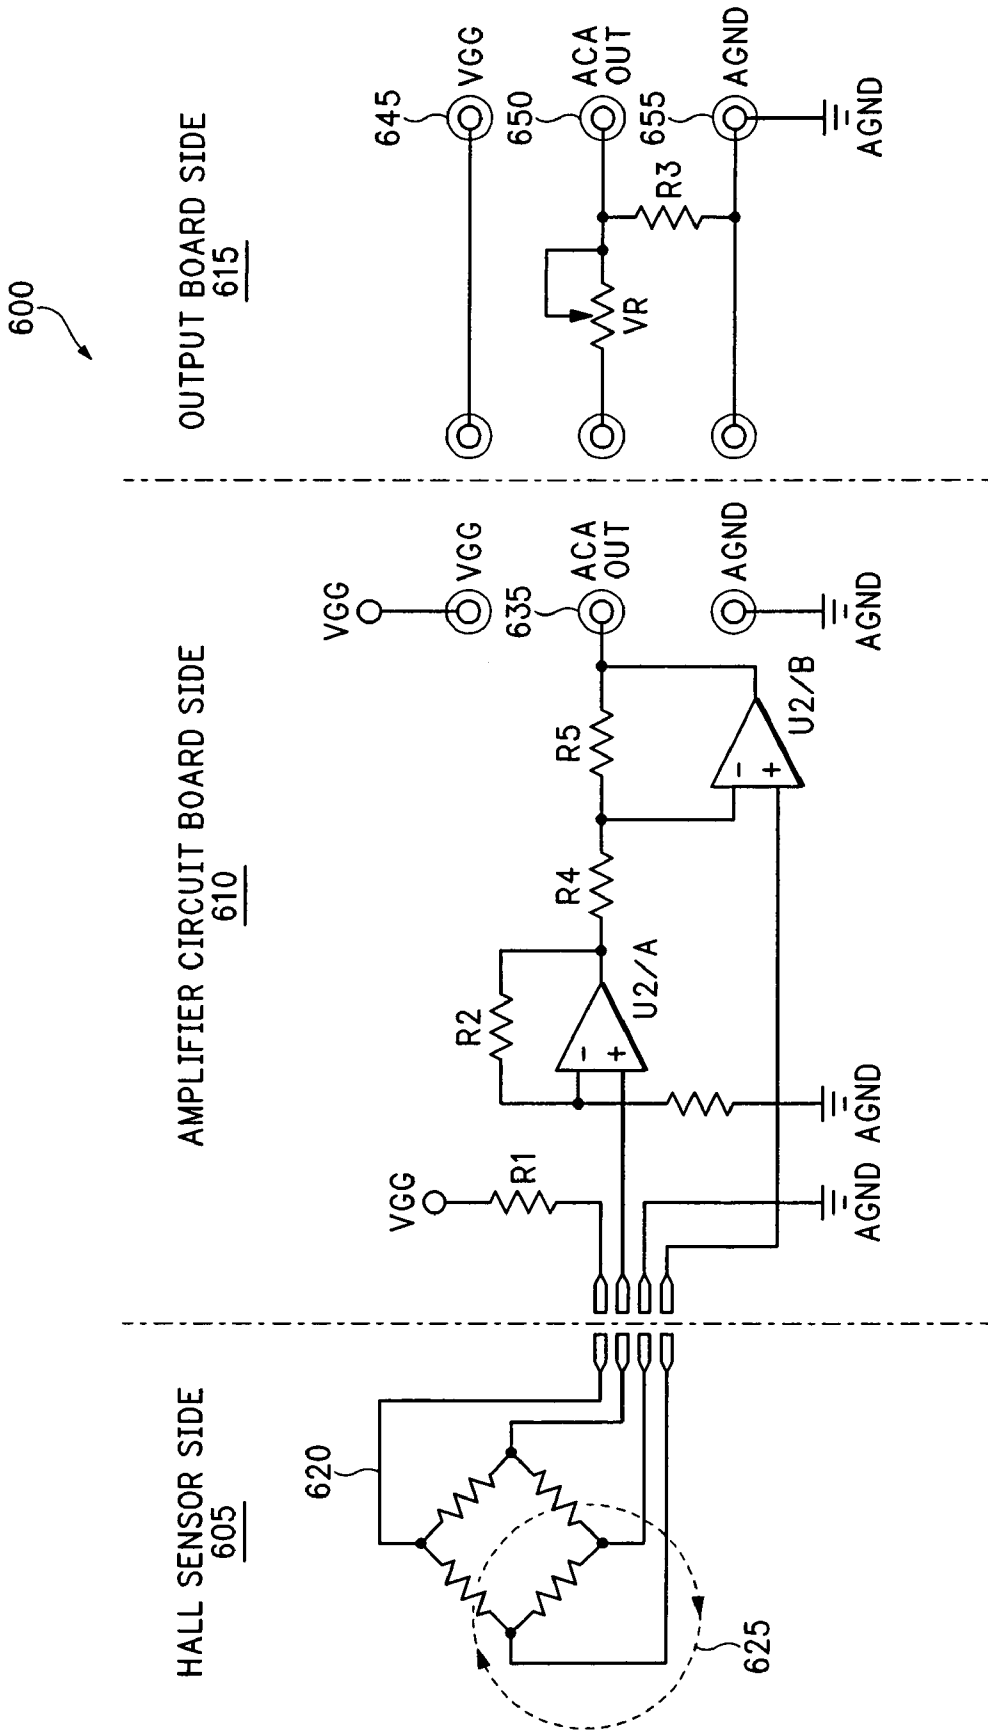 600
HALL SENSOR SIDE
605
AMPLIFIER CIRCUIT BOARD SIDE
610
OUTPUT BOARD SIDE
615
620
625
VGG
R1
R2
-
+
U2/A
AGND
AGND
R4
R5
-
+
U2/B
VGG
VGG
635
ACA
OUT
AGND
AGND
VR
R3
645
VGG
650
ACA
OUT
655
AGND
AGND